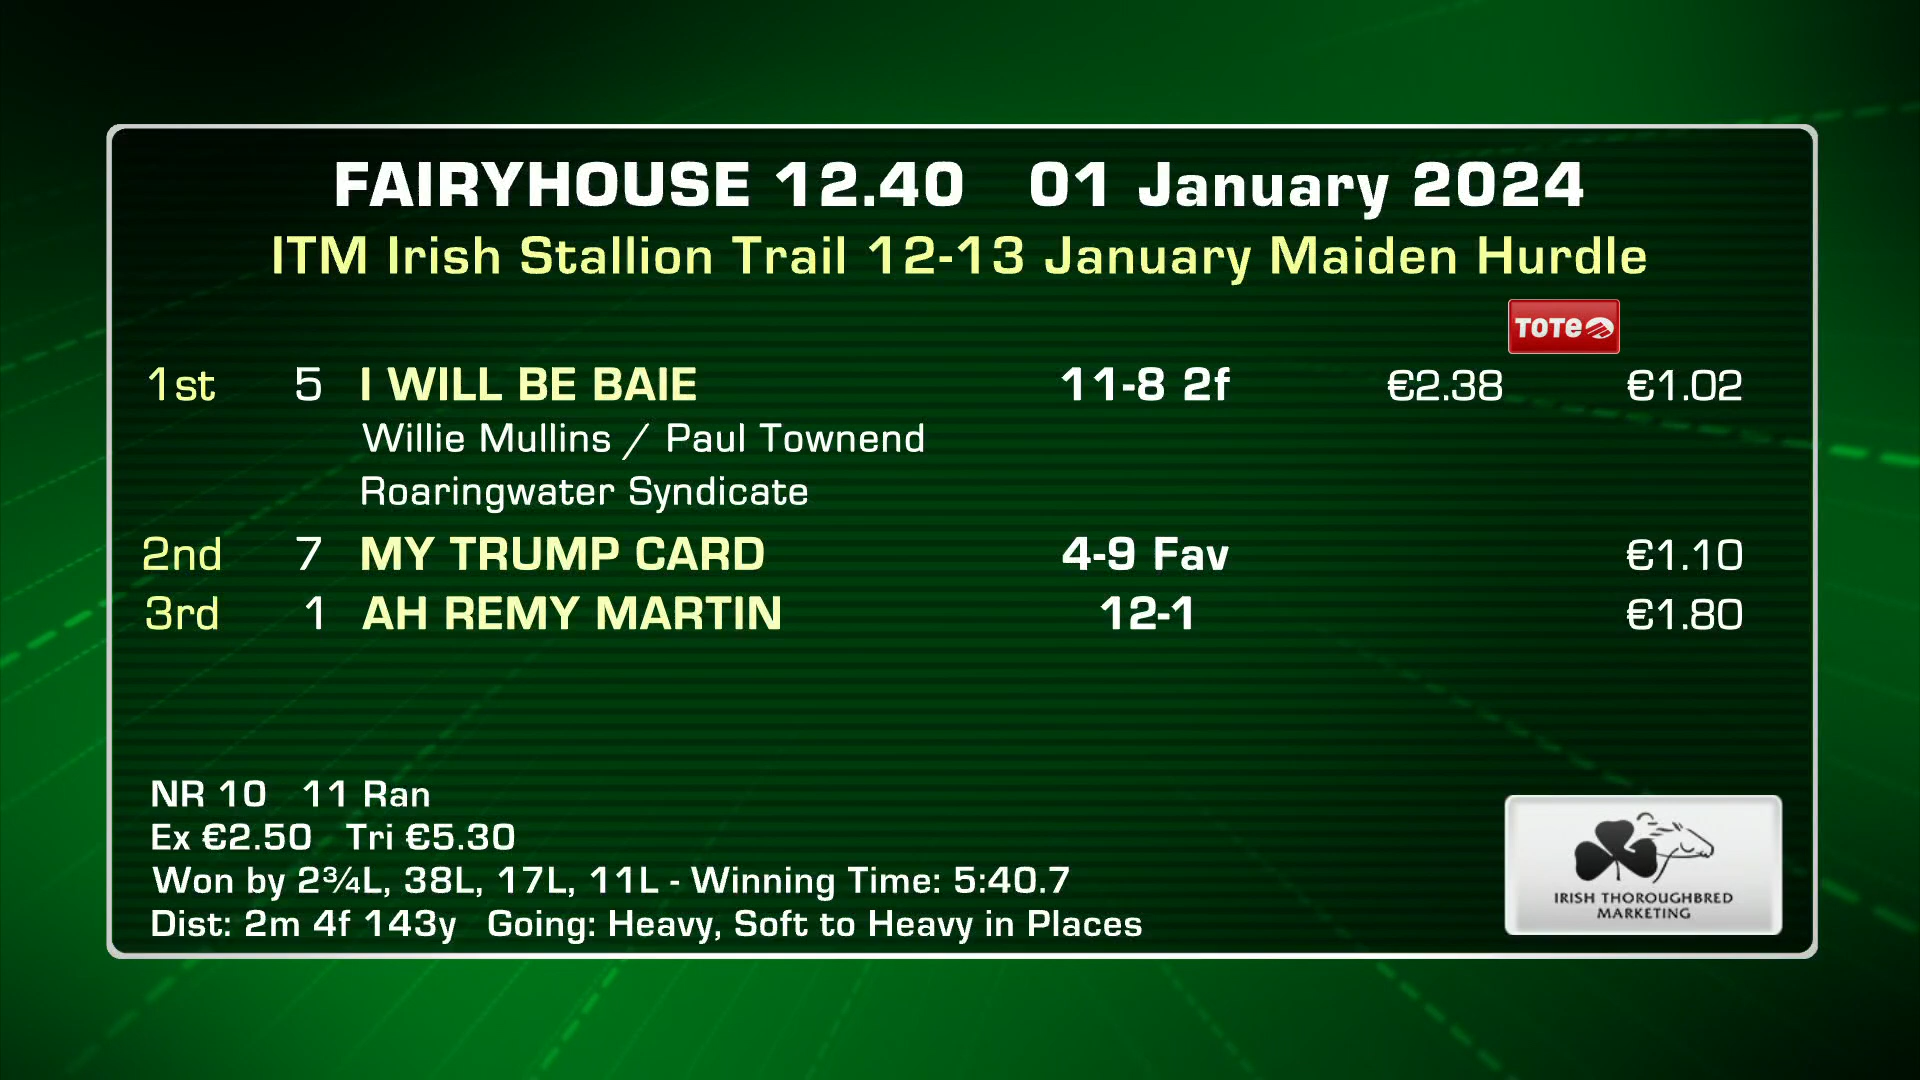 FAIRYHOUSE 12.40 01 January 2024
ITM Irish Stallion Trail 12-13 January Maiden Hurdle
TOTE
1st 5 I WILL BE BAIE 11-8 2f €2.38 €1.02
Willie Mullins / Paul Townend
Roaringwater Syndicate
2nd 7 MY TRUMP CARD 4-9 Fav €1.10
3rd 1 AH REMY MARTIN 12-1 €1.80
NR 10 11 Ran
Ex €2.50 Tri €5.30
Won by 2¾L, 38L, 17L, 11L - Winning Time: 5:40.7
Dist: 2m 4f 143y Going: Heavy, Soft to Heavy in Places
IRISH THOROUGHBRED
MARKETING